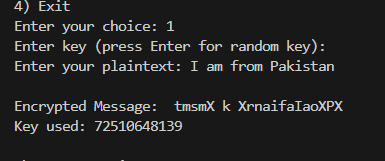 4) Exit
Enter your choice: 1
Enter key (press Enter for random key):
Enter your plaintext: I am from Pakistan
Encrypted Message:  tmsmX k XrnaifaIaoXPX
Key used: 72510648139